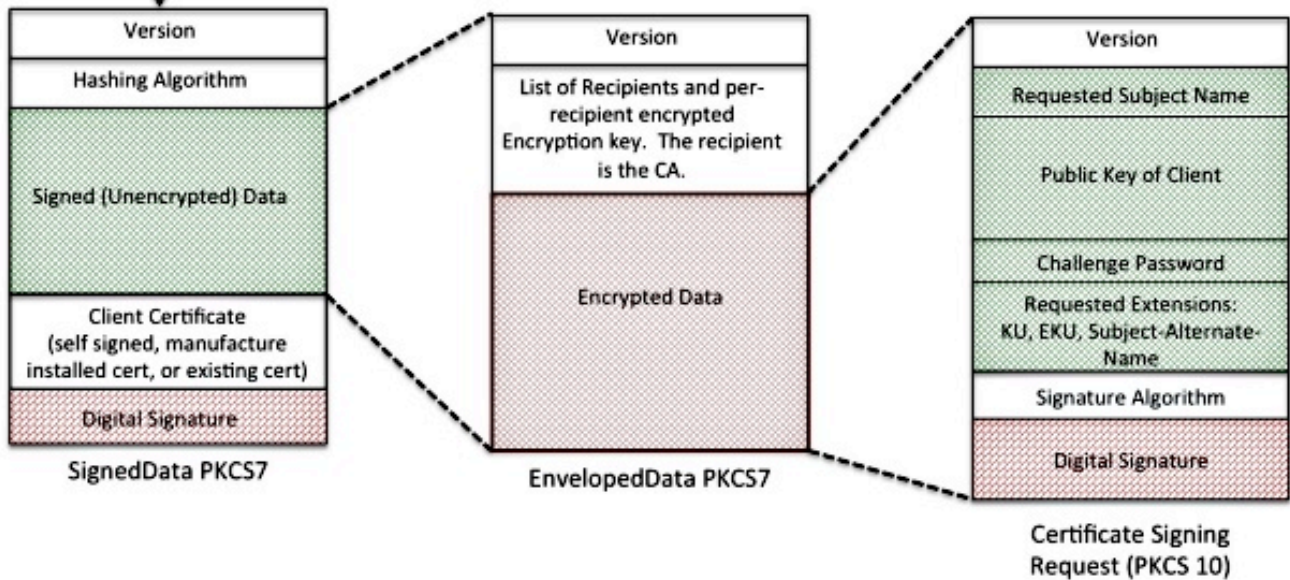 Version
Hashing Algorithm
Signed (Unencrypted) Data
Client Certificate
(self signed, manufacture
installed cert, or existing cert)
Digital Signature
SignedData PKCS7
Version
List of Recipients and per-
recipient encrypted
Encryption key. The recipient
is the CA.
Encrypted Data
EnvelopedData PKCS7
Version
Requested Subject Name
Public Key of Client
Challenge Password
Requested Extensions:
KU, EKU, Subject-Alternate-
Name
Signature Algorithm
Digital Signature
Certificate Signing
Request (PKCS 10)